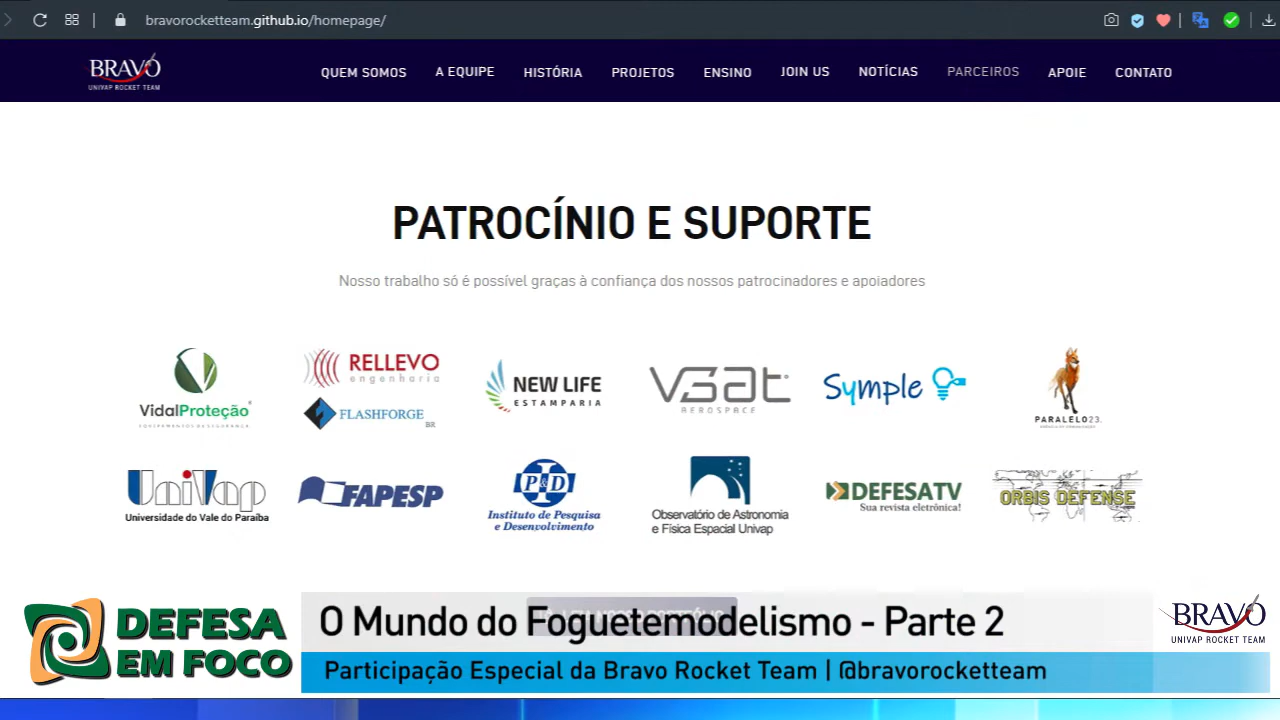 bravorocketteam.github.io/homepage/
BRAVO
UNIVAP ROCKET TEAM
QUEM SOMOS
A EQUIPE
HISTÓRIA
PROJETOS
ENSINO
JOIN US
NOTÍCIAS
PARCEIROS
APOIE
CONTATO
PATROCÍNIO E SUPORTE
Nosso trabalho só é possível graças à confiança dos nossos patrocinadores e apoiadores
VidalProteção
EQUIPAMENTOS DE SEGURANÇA
RELLEVO
engenharia
FLASHFORGE
BR
NEW LIFE
ESTAMPARIA
VSat
AEROSPACE
Symple
PARALELO23.
UniVap
Universidade do Vale do Paraíba
FAPESP
IP&D
Instituto de Pesquisa
e Desenvolvimento
Observatório de Astronomia
e Física Espacial Univap
DEFESATV
Sua revista eletrônica!
ORBIS DEFENSE
DEFESA
EM FOCO
O Mundo do Foguetemodelismo - Parte 2
Participação Especial da Bravo Rocket Team | @bravorocketteam
BRAVO
UNIVAP ROCKET TEAM